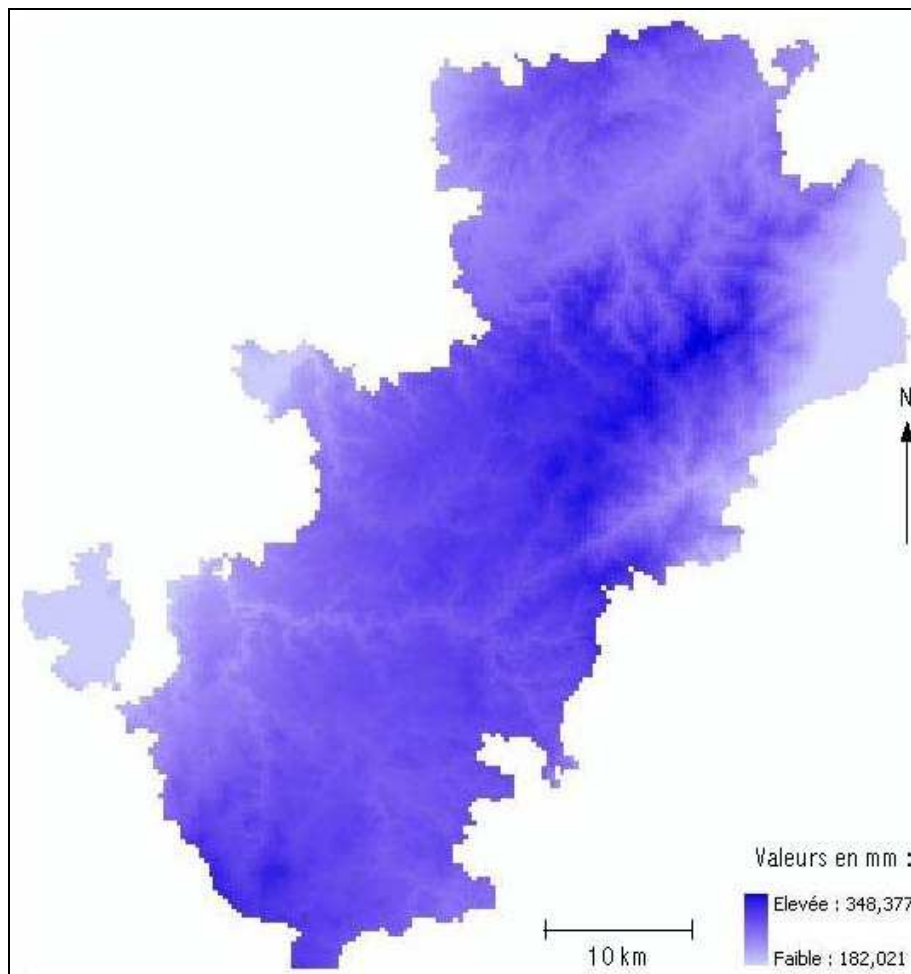 N
Valeurs en mm :
Elevée : 348,377
Faible : 182,021
10 km